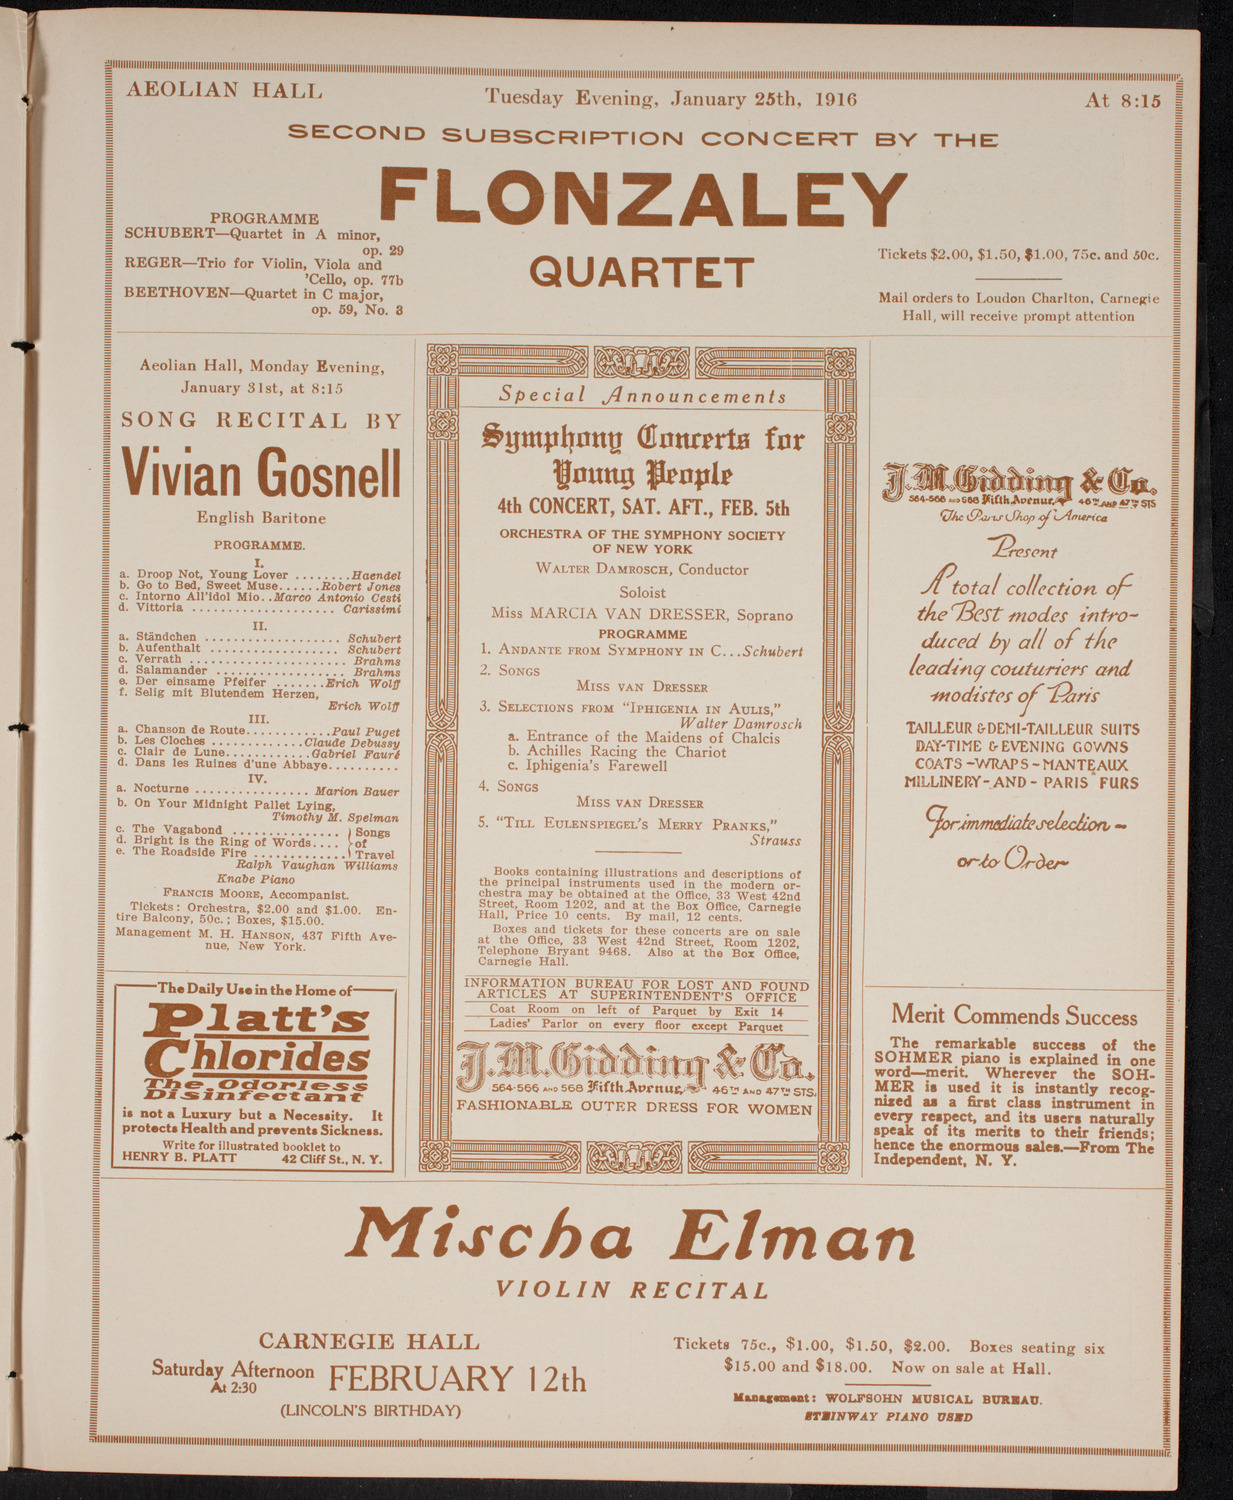 AEOLIAN HALL
Tuesday Evening, January 25th, 1916
At 8:15
SECOND SUBSCRIPTION CONCERT BY THE
FLONZALEY
QUARTET
PROGRAMME
SCHUBERT—Quartet in A minor,
op. 29
REGER—Trio for Violin, Viola and
'Cello, op. 77b
BEETHOVEN—Quartet in C major,
op. 59, No. 3
Tickets $2.00, $1.50, $1.00, 75c. and 50c.
Mail orders to Loudon Charlton, Carnegie
Hall, will receive prompt attention
Aeolian Hall, Monday Evening,
January 31st, at 8:15
SONG RECITAL BY
Vivian Gosnell
English Baritone
PROGRAMME.
I.
a. Droop Not, Young Lover ........Haendel
b. Go to Bed, Sweet Muse......Robert Jones
c. Intorno All'idol Mio..Marco Antonio Cesti
d. Vittoria ................... Carissimi
II.
a. Ständchen .................. Schubert
b. Aufenthalt ................. Schubert
c. Verrath ..................... Brahms
d. Salamander ................. Brahms
e. Der einsame Pfeifer .......Erich Wolff
f. Selig mit Blutendem Herzen,
Erich Wolff
III.
a. Chanson de Route...........Paul Puget
b. Les Cloches ............Claude Debussy
c. Clair de Lune...........Gabriel Fauré
d. Dans les Ruines d'une Abbaye..........
IV.
a. Nocturne ............... Marion Bauer
b. On Your Midnight Pallet Lying,
Timothy M. Spelman
c. The Vagabond .............. } Songs
d. Bright is the Ring of Words.... } of
e. The Roadside Fire ............. } Travel
Ralph Vaughan Williams
Knabe Piano
FRANCIS MOORE, Accompanist.
Tickets: Orchestra, $2.00 and $1.00. En-
tire Balcony, 50c.; Boxes, $15.00.
Management M. H. HANSON, 437 Fifth Ave-
nue, New York.
The Daily Use in the Home of
Platt's
Chlorides
The Odorless
Disinfectant
is not a Luxury but a Necessity. It
protects Health and prevents Sickness.
Write for illustrated booklet to
HENRY B. PLATT 42 Cliff St., N. Y.
Special Announcements
Symphony Concerts for
Young People
4th CONCERT, SAT. AFT., FEB. 5th
ORCHESTRA OF THE SYMPHONY SOCIETY
OF NEW YORK
WALTER DAMROSCH, Conductor
Soloist
Miss MARCIA VAN DRESSER, Soprano
PROGRAMME
1. ANDANTE FROM SYMPHONY IN C...Schubert
2. SONGS
MISS VAN DRESSER
3. SELECTIONS FROM "IPHIGENIA IN AULIS,"
Walter Damrosch
a. Entrance of the Maidens of Chalcis
b. Achilles Racing the Chariot
c. Iphigenia's Farewell
4. SONGS
MISS VAN DRESSER
5. "TILL EULENSPIEGEL'S MERRY PRANKS,"
Strauss
Books containing illustrations and descriptions of
the principal instruments used in the modern or-
chestra may be obtained at the Office, 33 West 42nd
Street, Room 1202, and at the Box Office, Carnegie
Hall, Price 10 cents. By mail, 12 cents.
Boxes and tickets for these concerts are on sale
at the Office, 33 West 42nd Street, Room 1202,
Telephone Bryant 9468. Also at the Box Office,
Carnegie Hall.
INFORMATION BUREAU FOR LOST AND FOUND
ARTICLES AT SUPERINTENDENT'S OFFICE
Coat Room on left of Parquet by Exit 14
Ladies' Parlor on every floor except Parquet
J.M.Gidding & Co.
564-566 AND 568 Fifth Avenue, 46TH AND 47TH STS.
FASHIONABLE OUTER DRESS FOR WOMEN
J.M.Gidding & Co.
564-566 AND 568 Fifth Avenue, 46TH AND 47TH STS
The Paris Shop of America
Present
A total collection of
the Best modes intro-
duced by all of the
leading couturiers and
modistes of Paris
TAILLEUR & DEMI-TAILLEUR SUITS
DAY-TIME & EVENING GOWNS
COATS - WRAPS - MANTEAUX
MILLINERY - AND - PARIS FURS
For immediate selection -
or to Order
Merit Commends Success
The remarkable success of the
SOHMER piano is explained in one
word—merit. Wherever the SOH-
MER is used it is instantly recog-
nized as a first class instrument in
every respect, and its users naturally
speak of its merits to their friends;
hence the enormous sales.—From The
Independent, N. Y.
Mischa Elman
VIOLIN RECITAL
CARNEGIE HALL
Saturday Afternoon
At 2:30
FEBRUARY 12th
(LINCOLN'S BIRTHDAY)
Tickets 75c., $1.00, $1.50, $2.00. Boxes seating six
$15.00 and $18.00. Now on sale at Hall.
Management: WOLFSOHN MUSICAL BUREAU.
STEINWAY PIANO USED